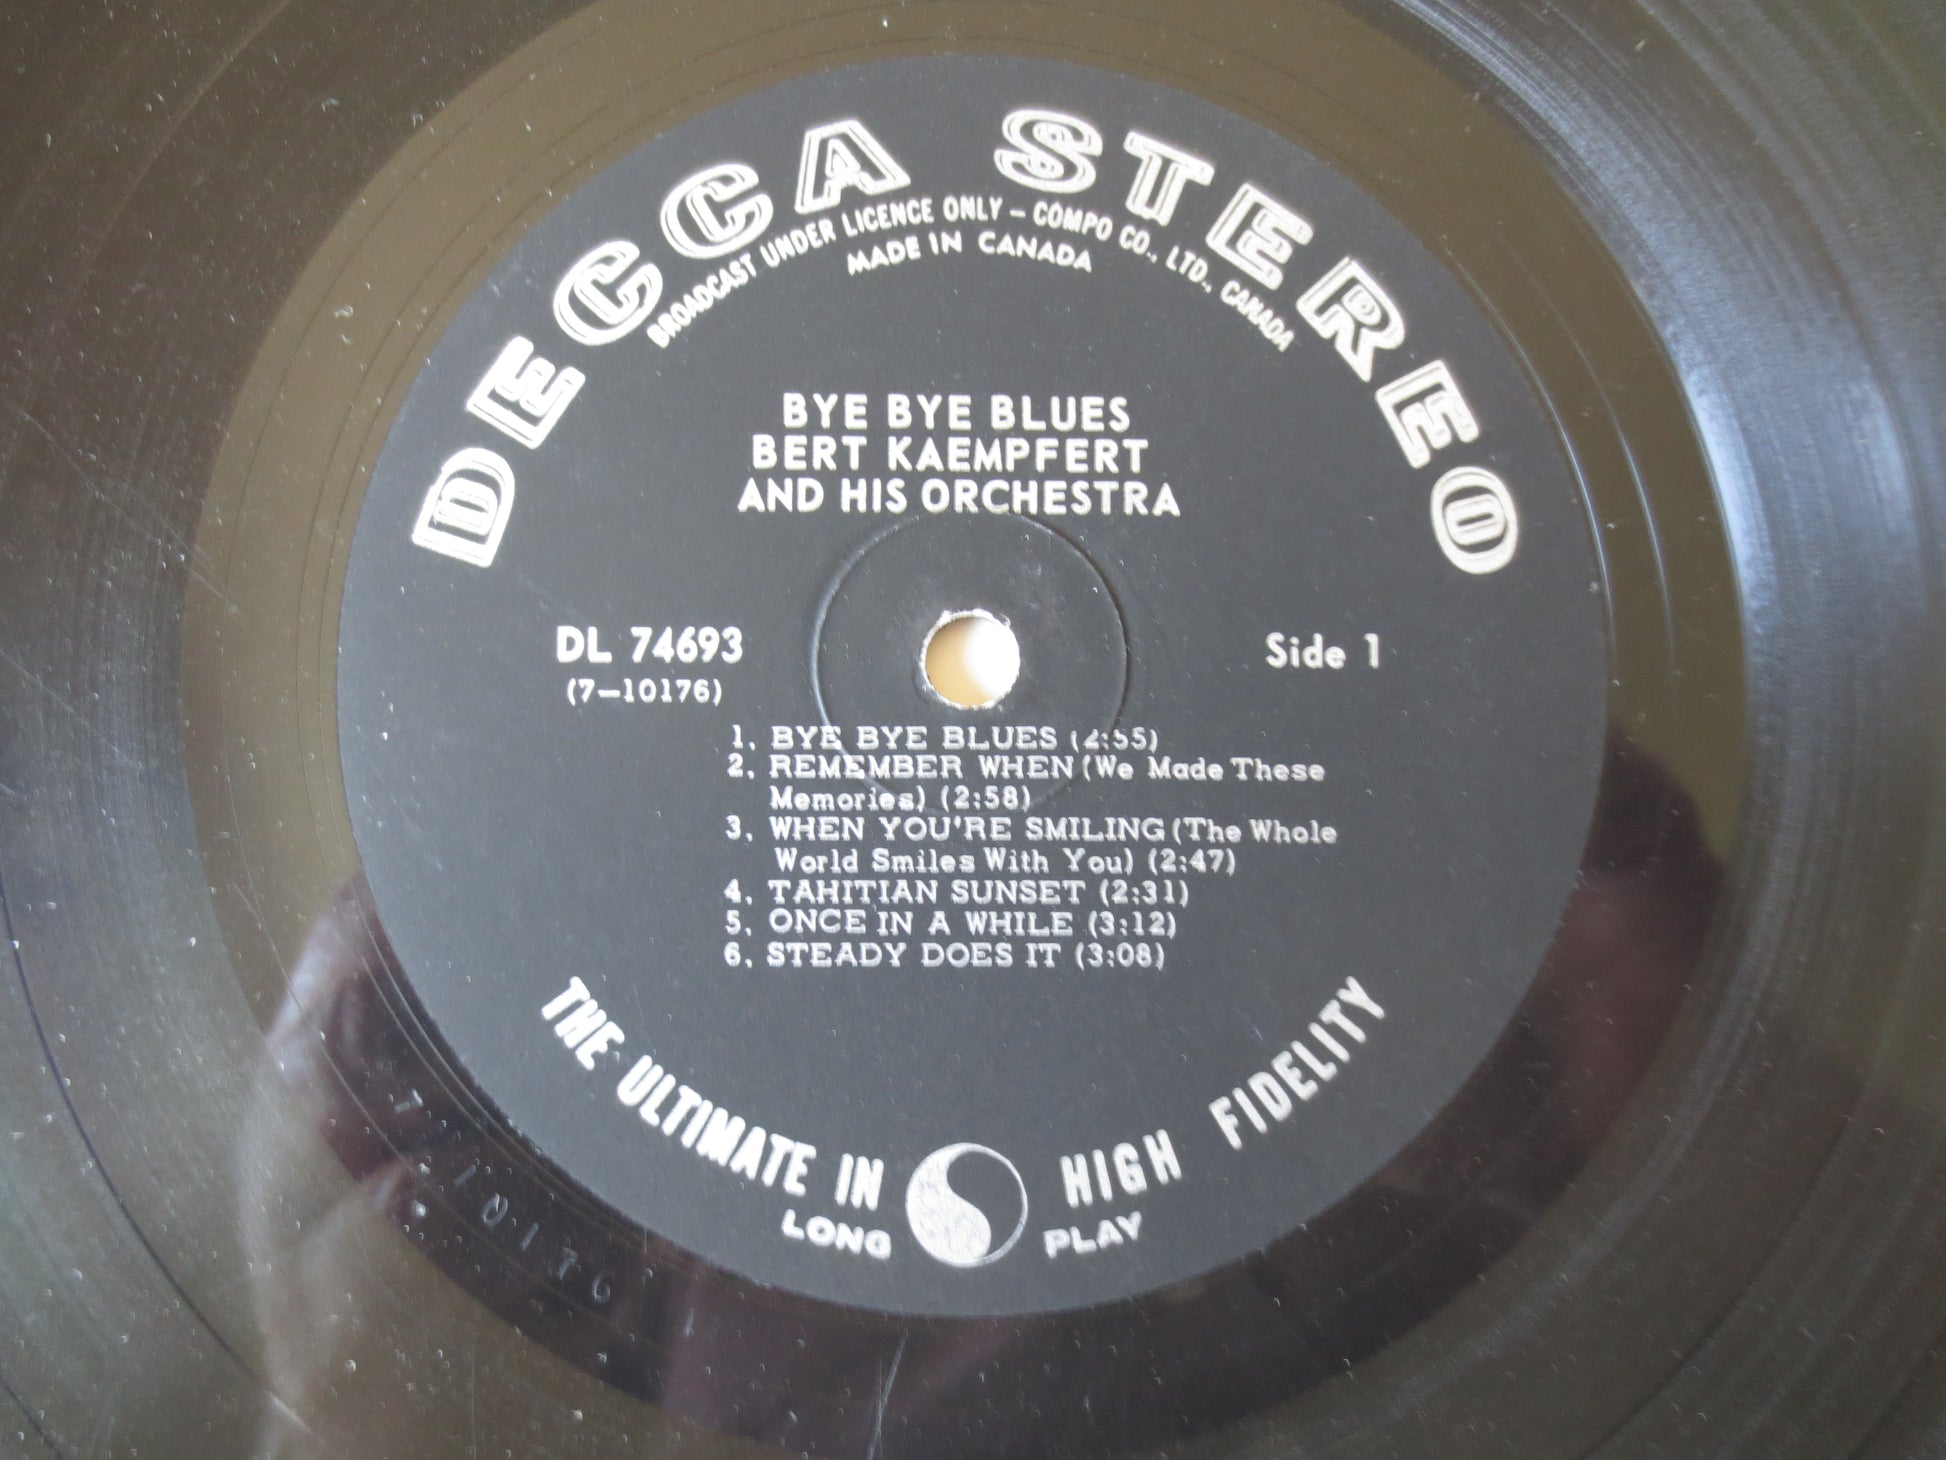 DECCA STEREO
BROADCAST UNDER LICENCE ONLY – COMPO CO., LTD., CANADA
MADE IN CANADA
BYE BYE BLUES
BERT KAEMPFERT
AND HIS ORCHESTRA
DL 74693
(7–10176)
Side 1
1. BYE BYE BLUES (2:55)
2. REMEMBER WHEN (We Made These
Memories) (2:58)
3. WHEN YOU'RE SMILING (The Whole
World Smiles With You) (2:47)
4. TAHITIAN SUNSET (2:31)
5. ONCE IN A WHILE (3:12)
6. STEADY DOES IT (3:08)
THE ULTIMATE IN HIGH FIDELITY
LONG PLAY
7 10176